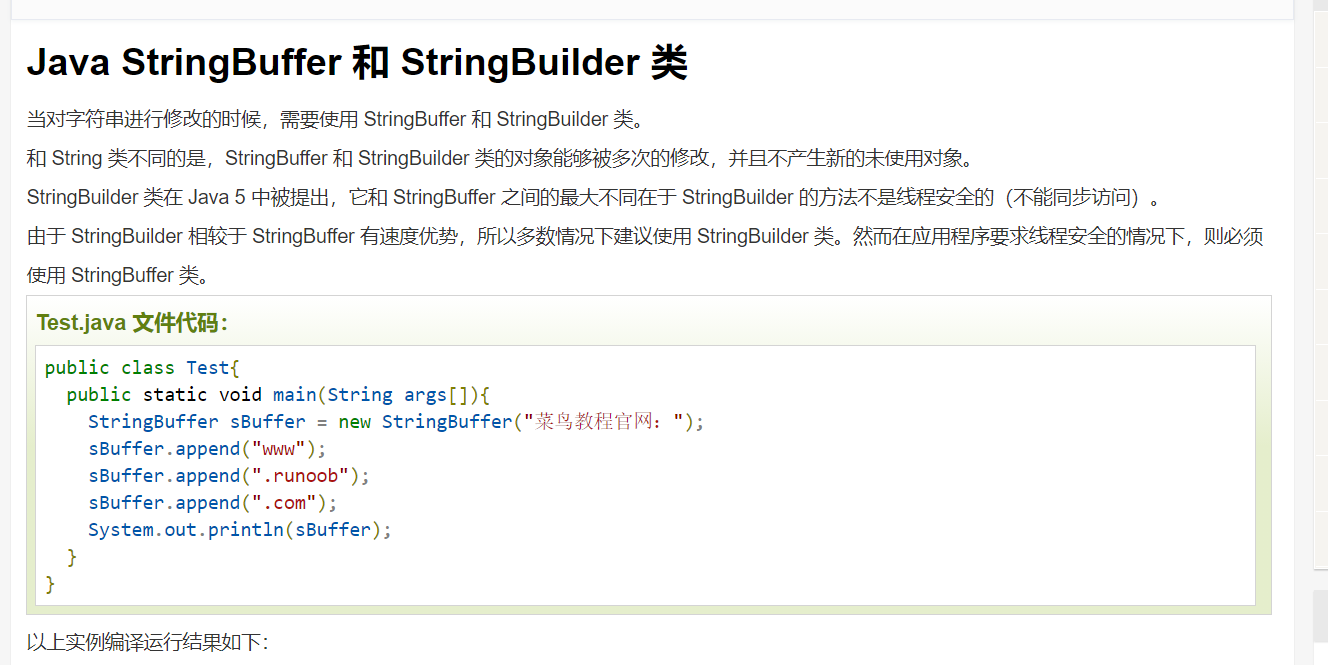 Java StringBuffer 和 StringBuilder 类
当对字符串进行修改的时候，需要使用 StringBuffer 和 StringBuilder 类。
和 String 类不同的是，StringBuffer 和 StringBuilder 类的对象能够被多次的修改，并且不产生新的未使用对象。
StringBuilder 类在 Java 5 中被提出，它和 StringBuffer 之间的最大不同在于 StringBuilder 的方法不是线程安全的（不能同步访问）。
由于 StringBuilder 相较于 StringBuffer 有速度优势，所以多数情况下建议使用 StringBuilder 类。然而在应用程序要求线程安全的情况下，则必须
使用 StringBuffer 类。
Test.java 文件代码：
public class Test{
  public static void main(String args[]){
    StringBuffer sBuffer = new StringBuffer("菜鸟教程官网：");
    sBuffer.append("www");
    sBuffer.append(".runoob");
    sBuffer.append(".com");
    System.out.println(sBuffer);
  }
}
以上实例编译运行结果如下：